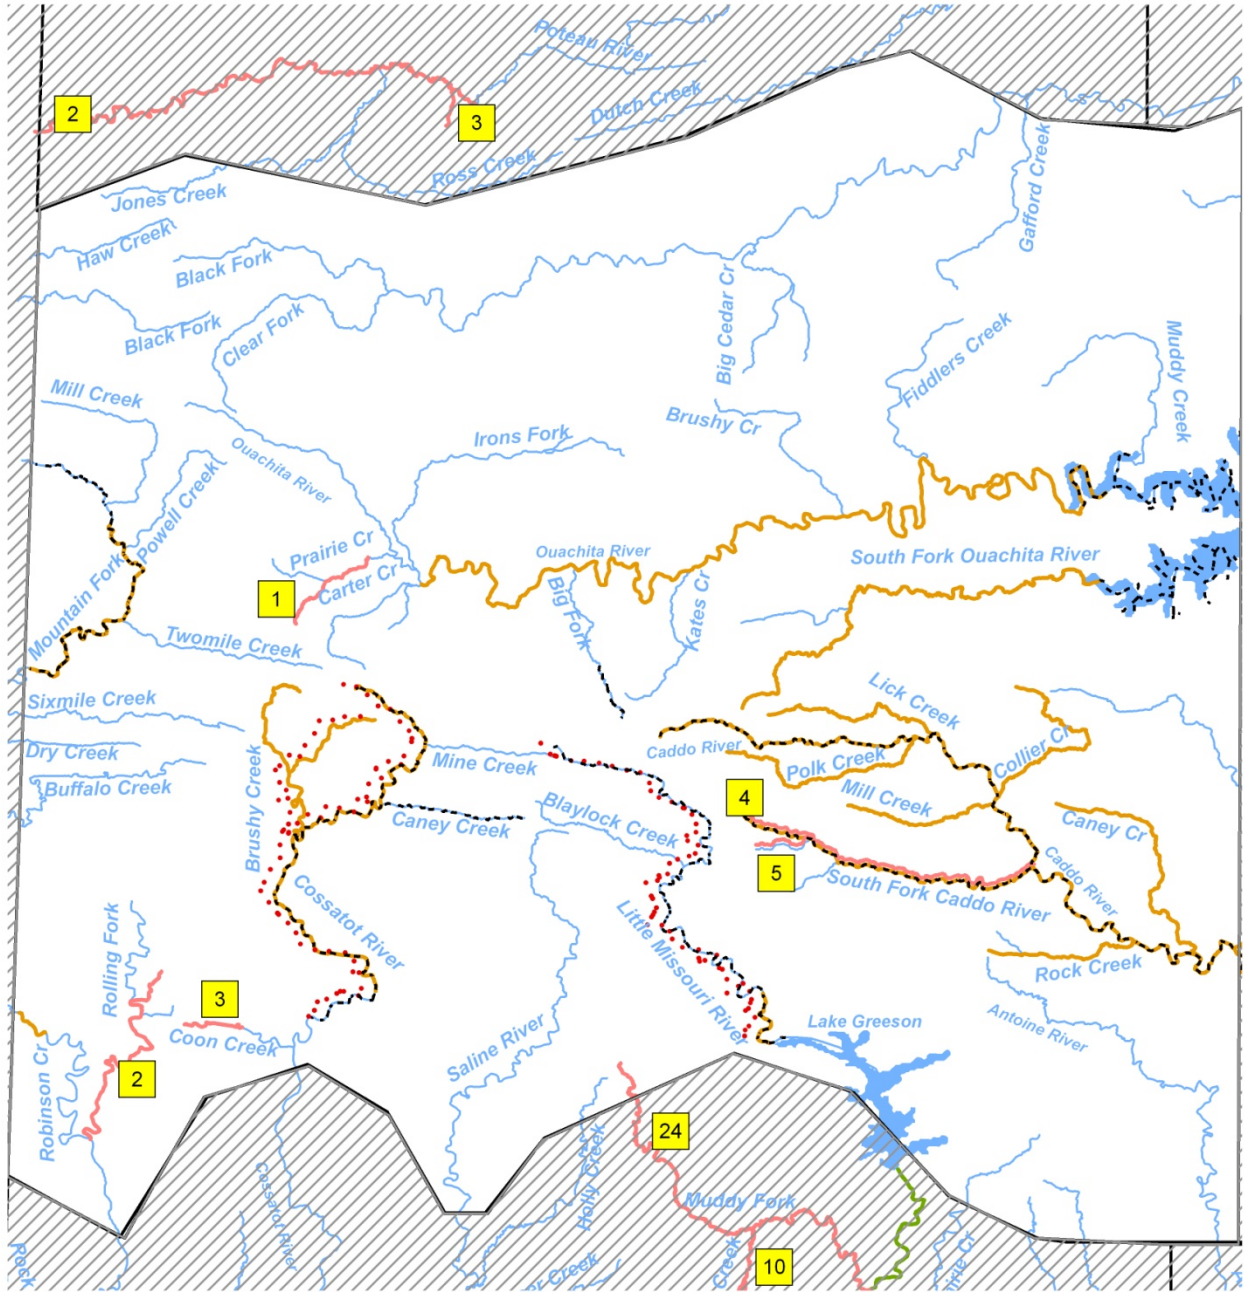 Poteau River
2
3
Dutch Creek
Ross Creek
Jones Creek
Gafford Creek
Haw Creek
Black Fork
Black Fork
Clear Fork
Big Cedar Cr
Fiddlers Creek
Muddy Creek
Mill Creek
Brushy Cr
Irons Fork
Ouachita River
Powell Creek
Prairie Cr
Ouachita River
South Fork Ouachita River
1
Carter Cr
Mountain Fork
Big Fork
Kates Cr
Twomile Creek
Sixmile Creek
Lick Creek
Dry Creek
Caddo River
Collier Cr
Mine Creek
Polk Creek
Buffalo Creek
Brushy Creek
4
Mill Creek
Blaylock Creek
Caney Creek
Caney Cr
5
Caddo River
South Fork Caddo River
Cossatot River
Little Missouri River
Rolling Fork
Rock Creek
3
Coon Creek
Lake Greeson
Antoine River
Saline River
2
Robinson Cr
24
Holly Creek
Cossatot River
Muddy Fork
Rock
Creek
10
er Creek
irie Cr